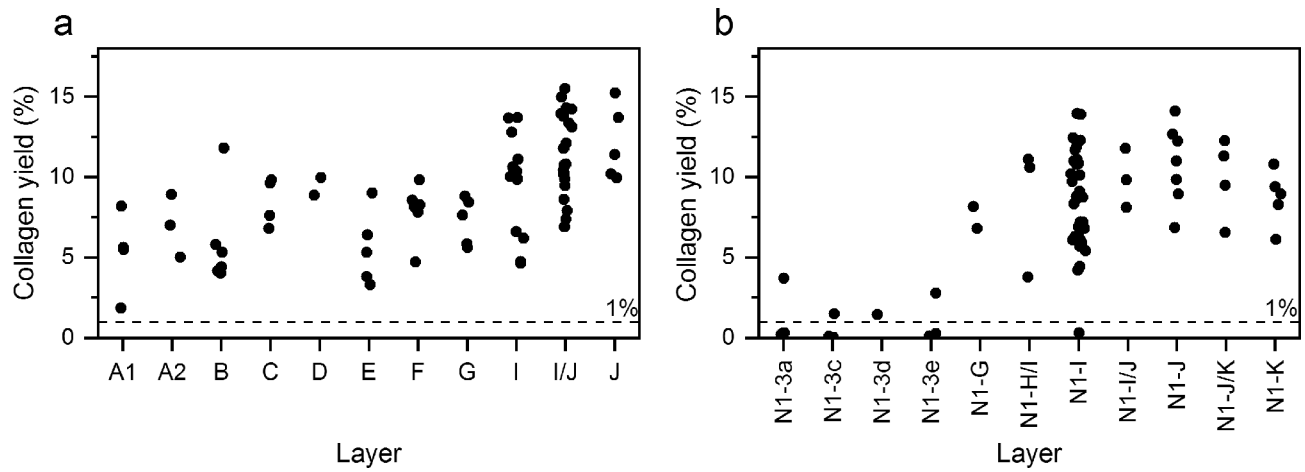 a
Collagen yield (%)
15
10
5
0
1%
A1 A2 B C D E F G I I/J J
Layer
b
Collagen yield (%)
15
10
5
0
1%
N1-3a N1-3c N1-3d N1-3e N1-G N1-H/I N1-I N1-I/J N1-J N1-J/K N1-K
Layer